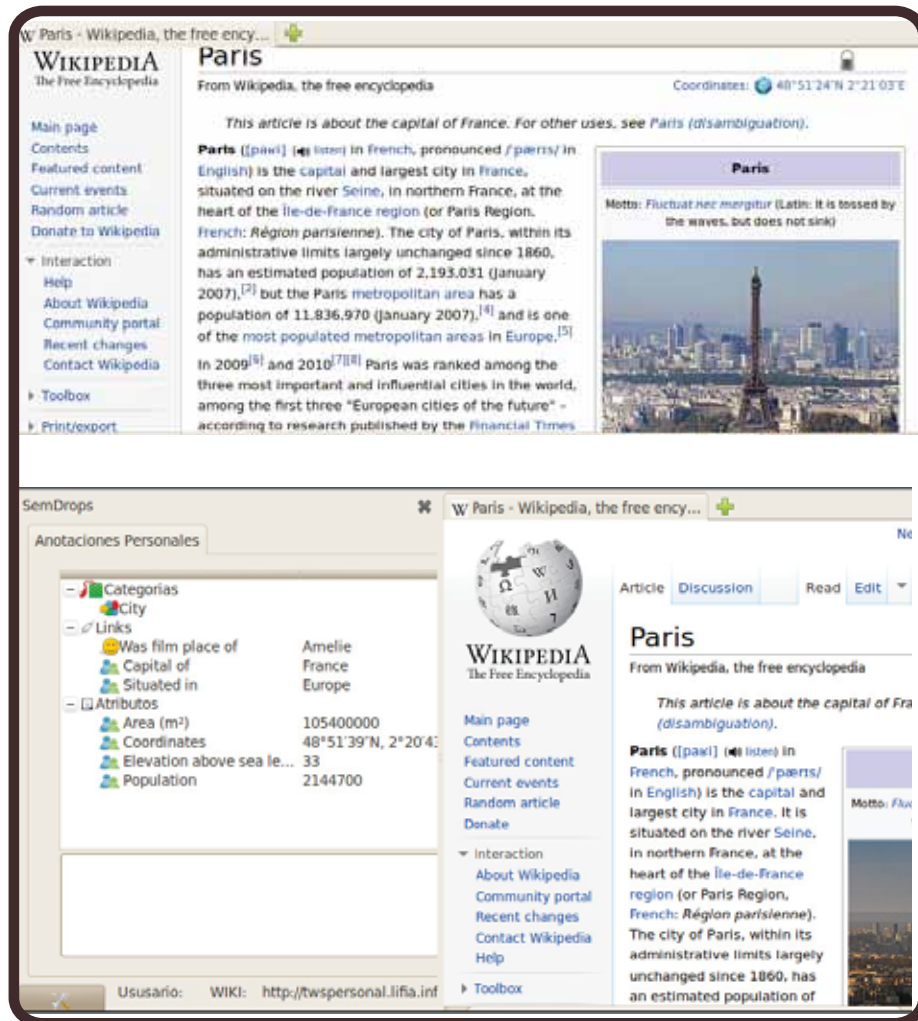 Paris - Wikipedia, the free ency...
WIKIPEDIA
The Free Encyclopedia
Main page
Contents
Featured content
Current events
Random article
Donate to Wikipedia
Interaction
Help
About Wikipedia
Community portal
Recent changes
Contact Wikipedia
Toolbox
Print/export
Paris
From Wikipedia, the free encyclopedia
Coordinates: 48°51′24″N 2°21′03″E
This article is about the capital of France. For other uses, see Paris (disambiguation).
Paris ([paʁi] (listen) in French, pronounced /ˈpærɪs/ in
English) is the capital and largest city in France,
situated on the river Seine, in northern France, at the
heart of the Île-de-France region (or Paris Region,
French: Région parisienne). The city of Paris, within its
administrative limits largely unchanged since 1860,
has an estimated population of 2,193,031 (January
2007),[2] but the Paris metropolitan area has a
population of 11,836,970 (January 2007),[4] and is one
of the most populated metropolitan areas in Europe.[5]
In 2009[6] and 2010[7][8] Paris was ranked among the
three most important and influential cities in the world,
among the first three "European cities of the future" –
according to research published by the Financial Times
Paris
Motto: Fluctuat nec mergitur (Latin: It is tossed by
the waves, but does not sink)
SemDrops
Anotaciones Personales
Categorias
City
Links
Was film place of Amelie
Capital of France
Situated in Europe
Atributos
Area (m²) 105400000
Coordinates 48°51′39″N, 2°20′43
Elevation above sea le... 33
Population 2144700
Ususario: WIKI: http://twspersonal.lifia.inf
Paris - Wikipedia, the free ency...
WIKIPEDIA
The Free Encyclopedia
Main page
Contents
Featured content
Current events
Random article
Donate
Interaction
About Wikipedia
Community portal
Recent changes
Contact Wikipedia
Help
Toolbox
Ne
Article Discussion Read Edit
Paris
From Wikipedia, the free encyclopedia
This article is about the capital of Fra
(disambiguation).
Paris ([paʁi] (listen) in
French, pronounced /ˈpærɪs/
in English) is the capital and
largest city in France. It is
situated on the river Seine,
in northern France, at the
heart of the Île-de-France
region (or Paris Region,
French: Région parisienne).
The city of Paris, within its
administrative limits largely
unchanged since 1860, has
an estimated population of
Motto: Fluc